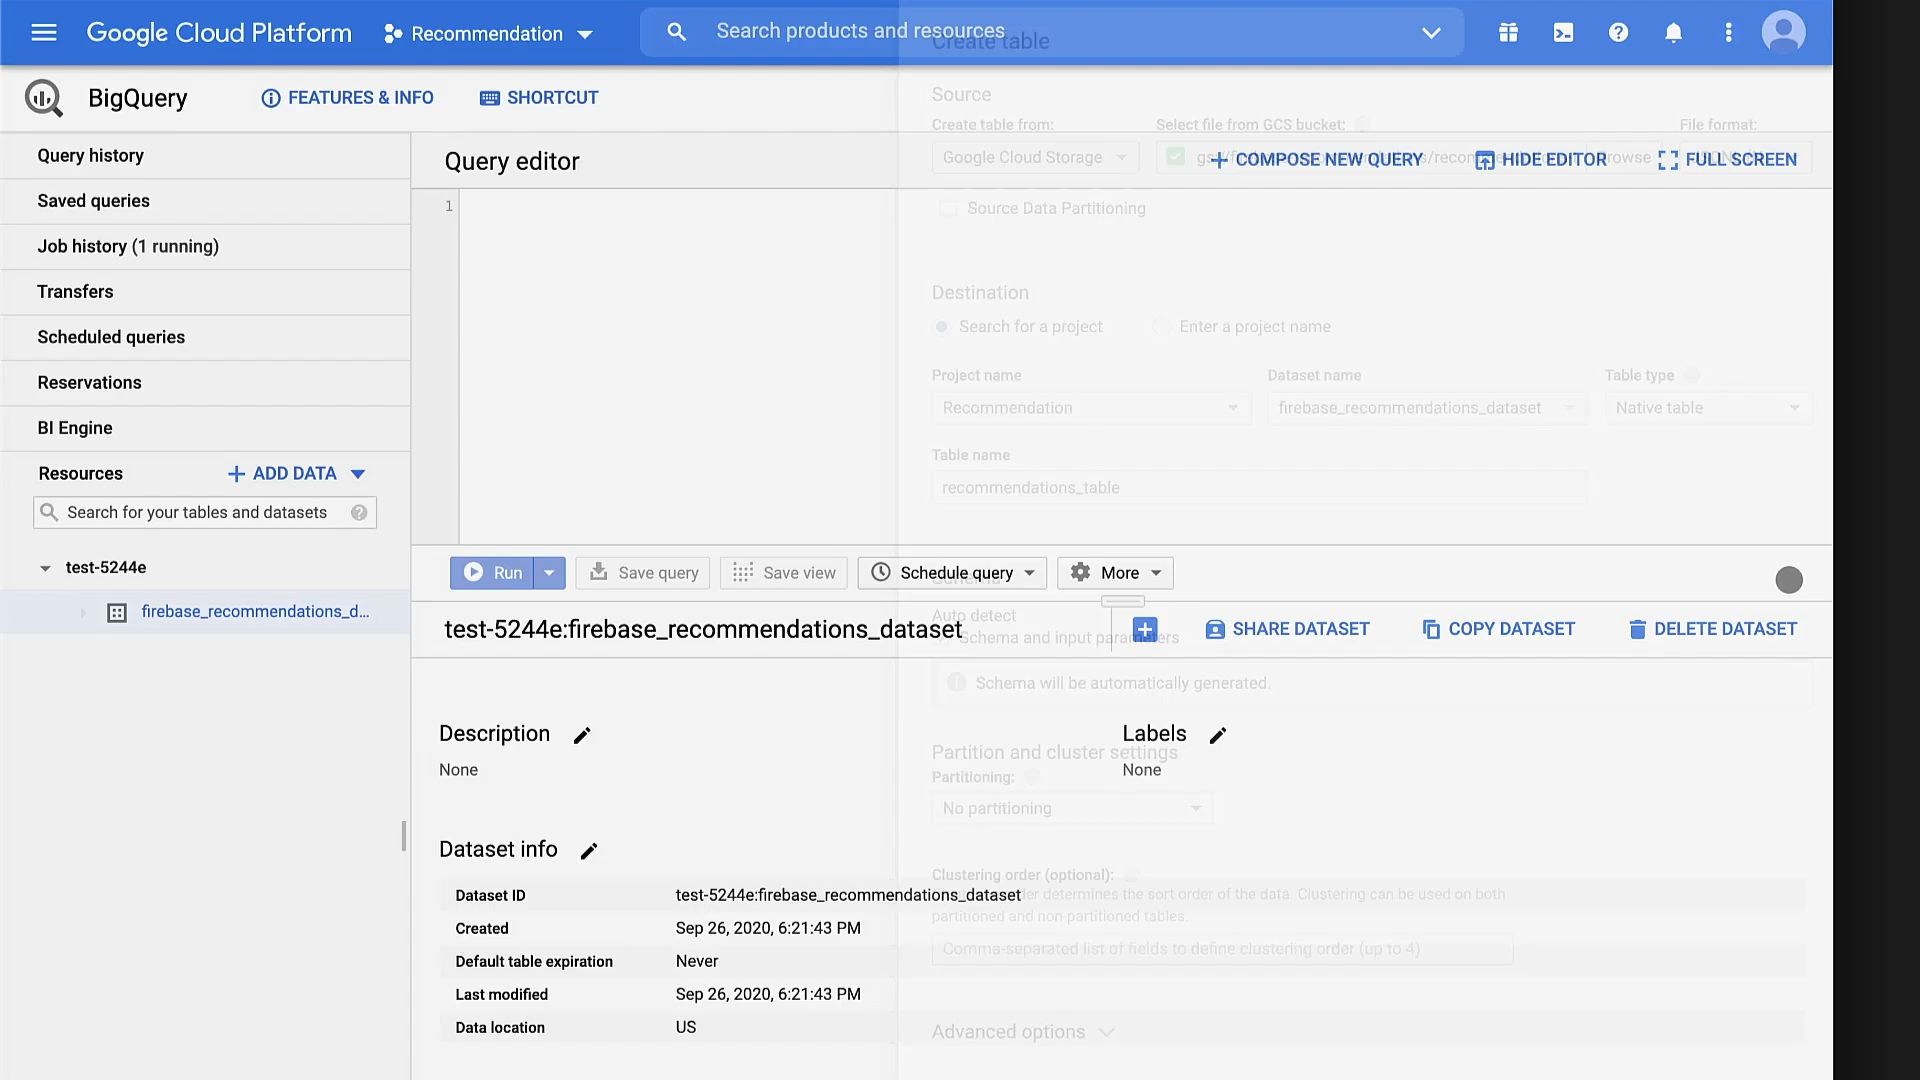 Google Cloud Platform
Recommendation
Search products and resources
Create table
BigQuery
FEATURES & INFO
SHORTCUT
Source
Create table from:
Select file from GCS bucket:
File format:
Query history
Saved queries
Job history (1 running)
Transfers
Scheduled queries
Reservations
BI Engine
Resources
ADD DATA
Search for your tables and datasets
test-5244e
firebase_recommendations_d...
Query editor
Google Cloud Storage
COMPOSE NEW QUERY
HIDE EDITOR
Browse
FULL SCREEN
1
Source Data Partitioning
Destination
Search for a project
Enter a project name
Project name
Dataset name
Table type
Recommendation
firebase_recommendations_dataset
Native table
Table name
recommendations_table
Run
Save query
Save view
Schedule query
More
Auto detect
test-5244e:firebase_recommendations_dataset
Schema and input parameters
SHARE DATASET
COPY DATASET
DELETE DATASET
Schema will be automatically generated.
Description
None
Labels
None
Partition and cluster settings
Partitioning:
No partitioning
Dataset info
Dataset ID
test-5244e:firebase_recommendations_dataset
Created
Sep 26, 2020, 6:21:43 PM
Default table expiration
Never
Last modified
Sep 26, 2020, 6:21:43 PM
Data location
US
Clustering order (optional):
determines the sort order of the data. Clustering can be used on both
partitioned and non-partitioned tables.
Comma-separated list of fields to define clustering order (up to 4)
Advanced options